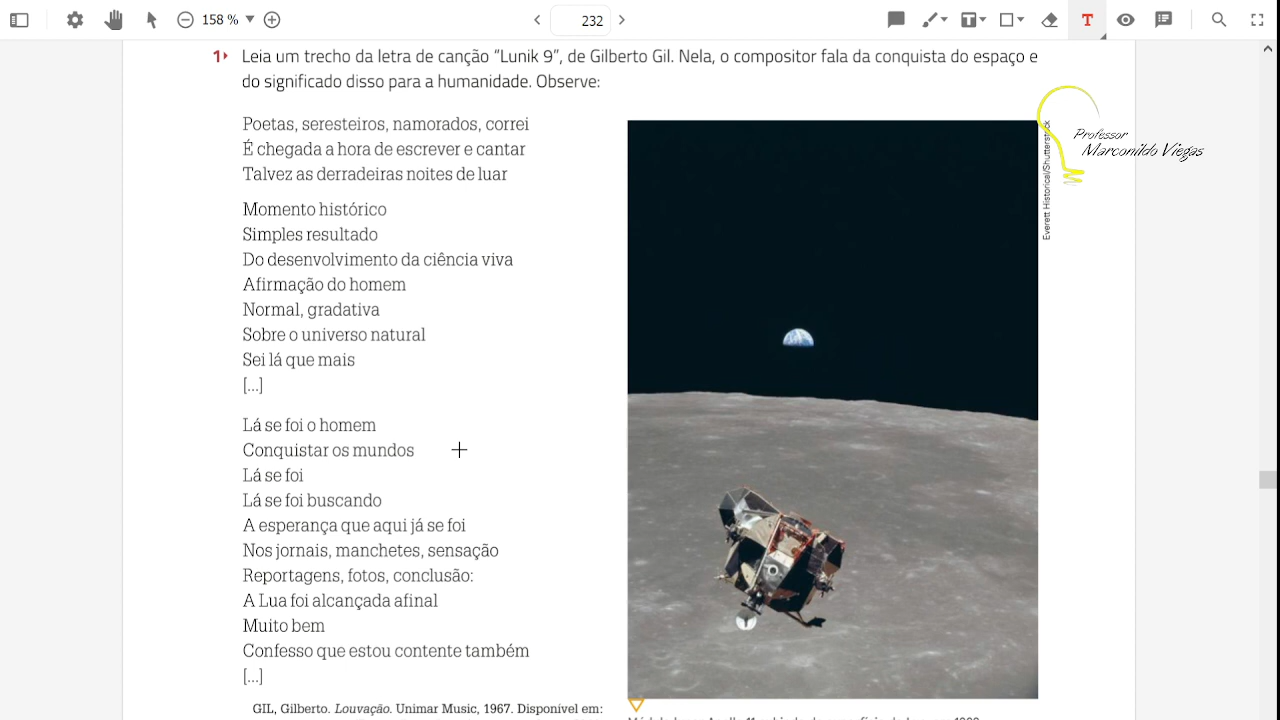 158 %
232
1 Leia um trecho da letra de canção “Lunik 9”, de Gilberto Gil. Nela, o compositor fala da conquista do espaço e
do significado disso para a humanidade. Observe:
Poetas, seresteiros, namorados, correi
É chegada a hora de escrever e cantar
Talvez as derradeiras noites de luar
Momento histórico
Simples resultado
Do desenvolvimento da ciência viva
Afirmação do homem
Normal, gradativa
Sobre o universo natural
Sei lá que mais
[...]
Lá se foi o homem
Conquistar os mundos
Lá se foi
Lá se foi buscando
A esperança que aqui já se foi
Nos jornais, manchetes, sensação
Reportagens, fotos, conclusão:
A Lua foi alcançada afinal
Muito bem
Confesso que estou contente também
[...]
GIL, Gilberto. Louvação. Unimar Music, 1967. Disponível em:
Everett Historical/Shutterstock
Professor
Marconildo Viegas